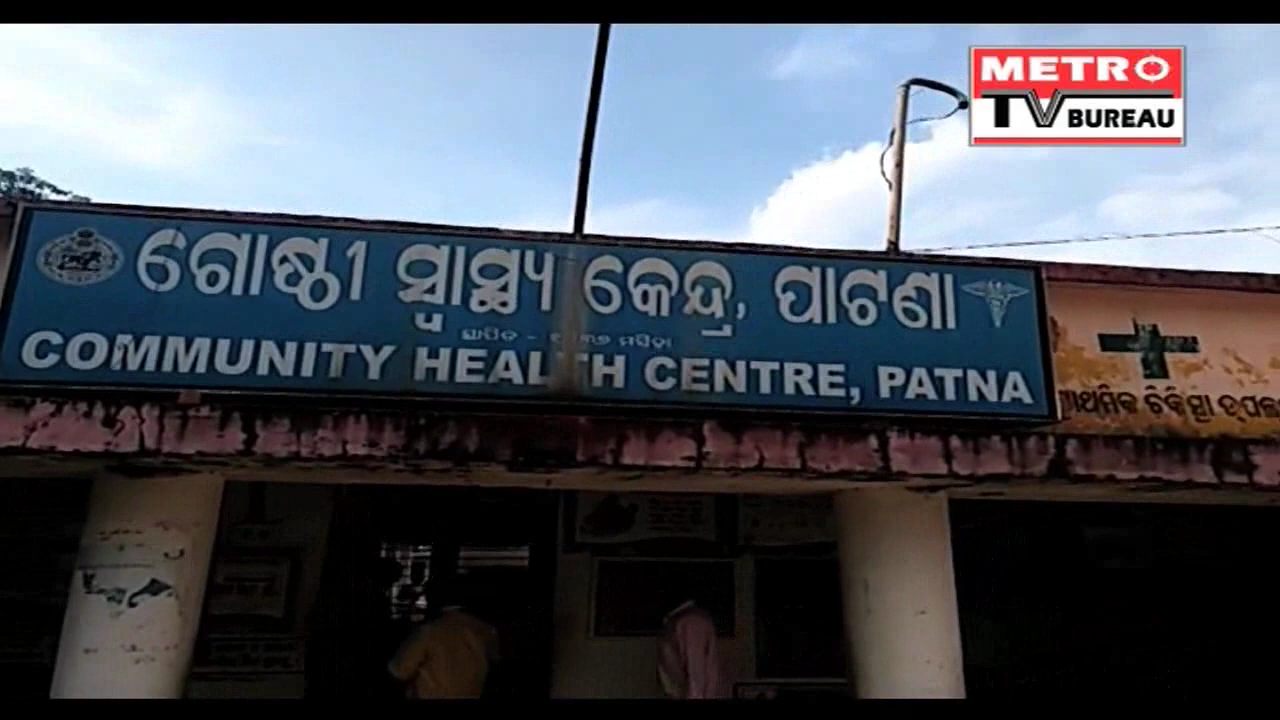 METRO
TV BUREAU
ଗୋଷ୍ଠୀ ସ୍ୱାସ୍ଥ୍ୟ କେନ୍ଦ୍ର, ପାଟଣା
ସ୍ଥାପିତ -
COMMUNITY HEALTH CENTRE, PATNA
ଚିକିତ୍ସା